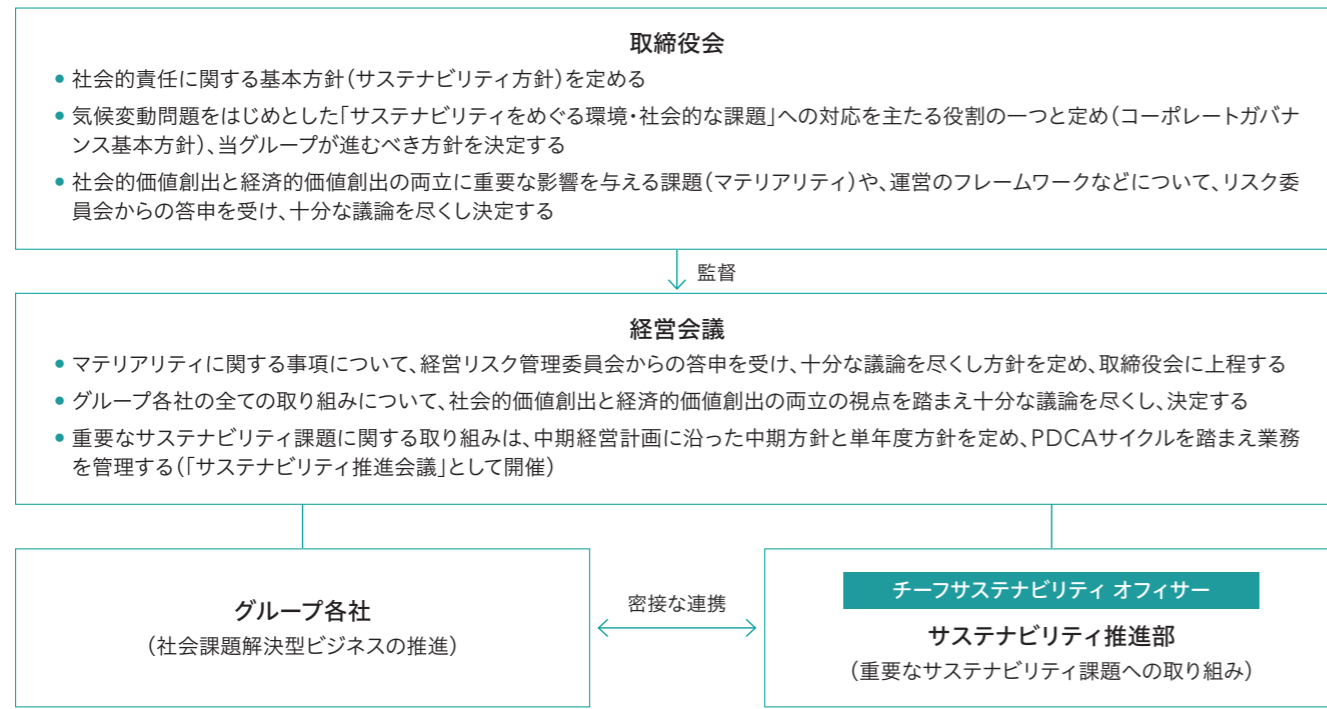 取締役会
• 社会的責任に関する基本方針(サステナビリティ方針)を定める
• 気候変動問題をはじめとした「サステナビリティをめぐる環境・社会的な課題」への対応を主たる役割の一つと定め(コーポレートガバナ
ンス基本方針)、当グループが進むべき方針を決定する
• 社会的価値創出と経済的価値創出の両立に重要な影響を与える課題(マテリアリティ)や、運営のフレームワークなどについて、リスク委
員会からの答申を受け、十分な議論を尽くし決定する
監督
経営会議
• マテリアリティに関する事項について、経営リスク管理委員会からの答申を受け、十分な議論を尽くし方針を定め、取締役会に上程する
• グループ各社の全ての取り組みについて、社会的価値創出と経済的価値創出の両立の視点を踏まえ十分な議論を尽くし、決定する
• 重要なサステナビリティ課題に関する取り組みは、中期経営計画に沿った中期方針と単年度方針を定め、PDCAサイクルを踏まえ業務
を管理する(「サステナビリティ推進会議」として開催)
グループ各社
(社会課題解決型ビジネスの推進)
密接な連携
チーフサステナビリティ オフィサー
サステナビリティ推進部
(重要なサステナビリティ課題への取り組み)